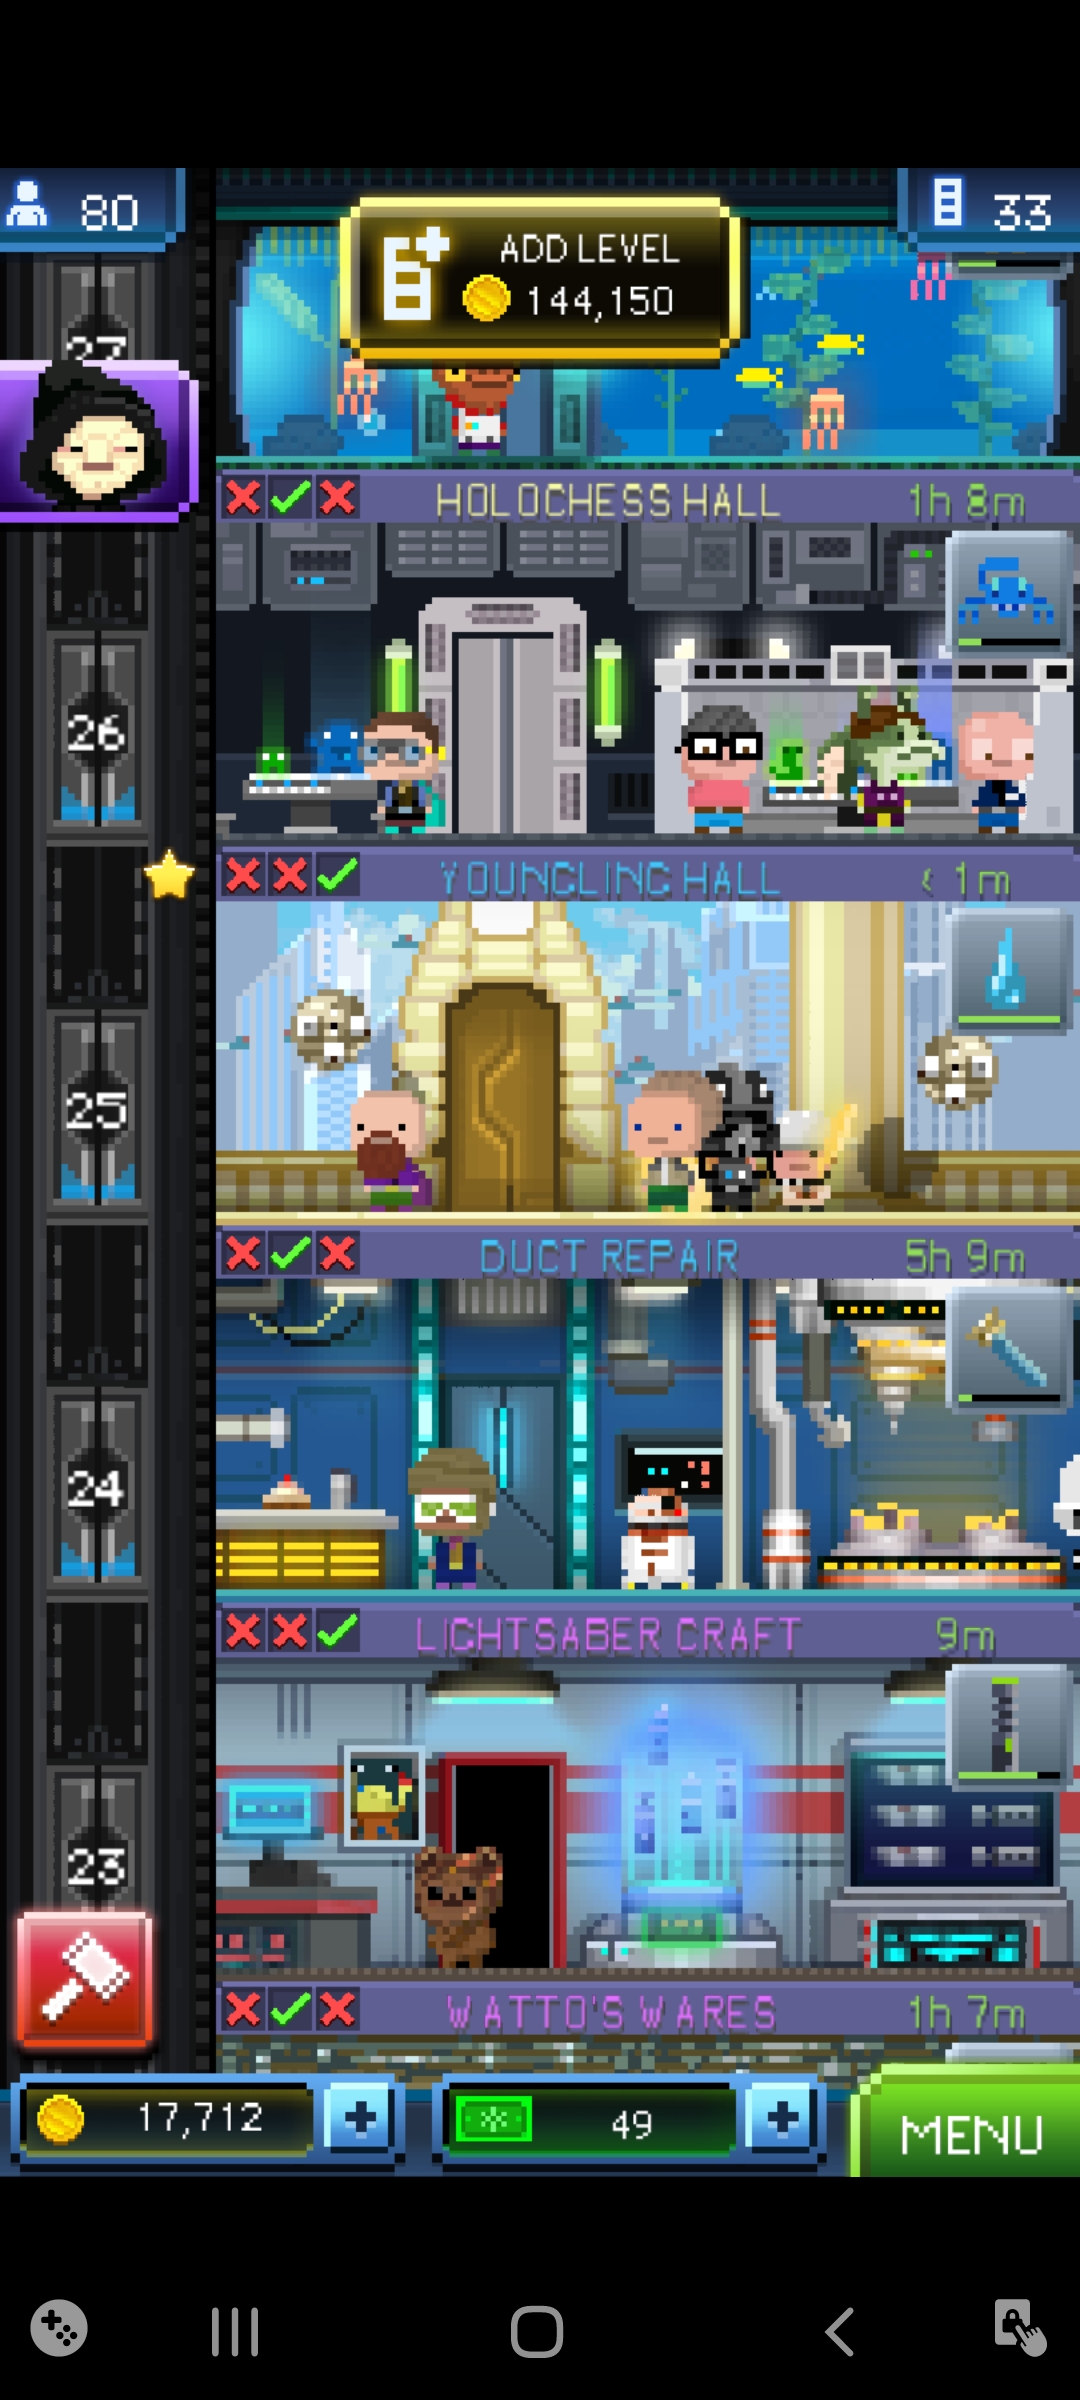 80
33
ADD LEVEL
144,150
27
HOLOCHESS HALL
1h 8m
26
YOUNGLING HALL
< 1m
25
DUCT REPAIR
5h 9m
24
LIGHTSABER CRAFT
9m
23
WATTO'S WARES
1h 7m
17,712
49
MENU